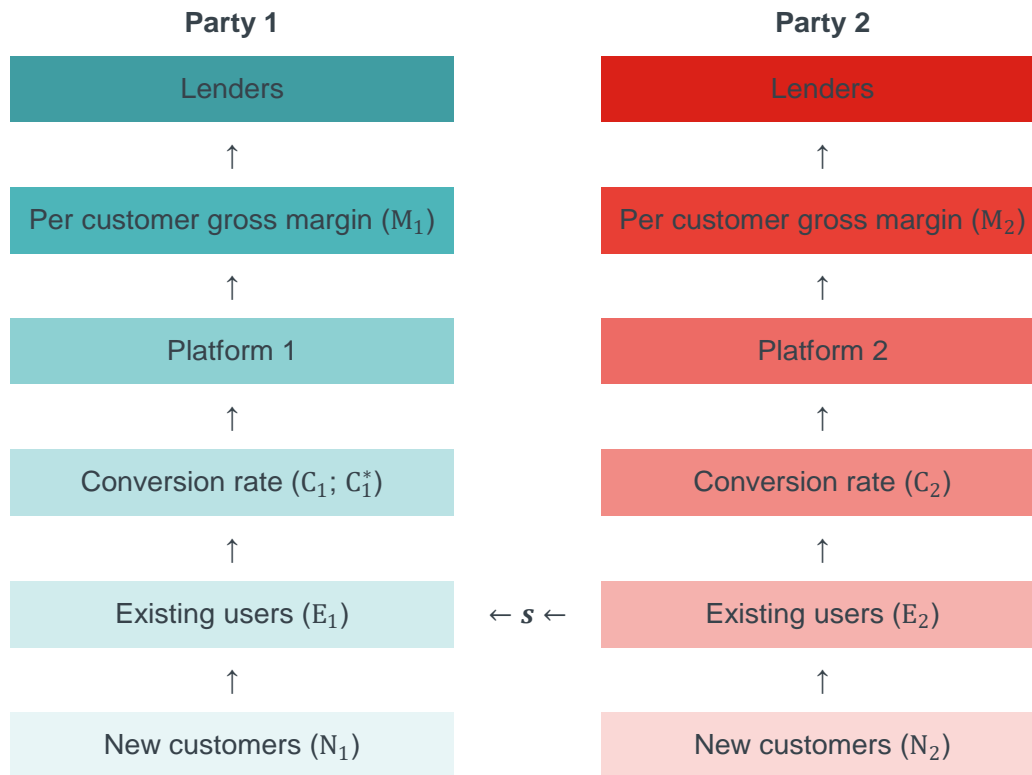 Party 1
Party 2
Lenders
Lenders
↑
↑
Per customer gross margin (M₁)
Per customer gross margin (M₂)
↑
↑
Platform 1
Platform 2
↑
↑
Conversion rate (C₁; C₁*)
Conversion rate (C₂)
↑
↑
Existing users (E₁)
← s ←
Existing users (E₂)
↑
↑
New customers (N₁)
New customers (N₂)